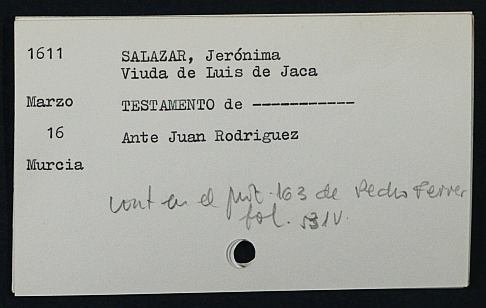 1611 SALAZAR, Jerónima
Viuda de Luis de Jaca
Marzo TESTAMENTO de -----------
16 Ante Juan Rodriguez
Murcia
cont en el prot. 163 de Pedro Ferrer
fol. 531v.